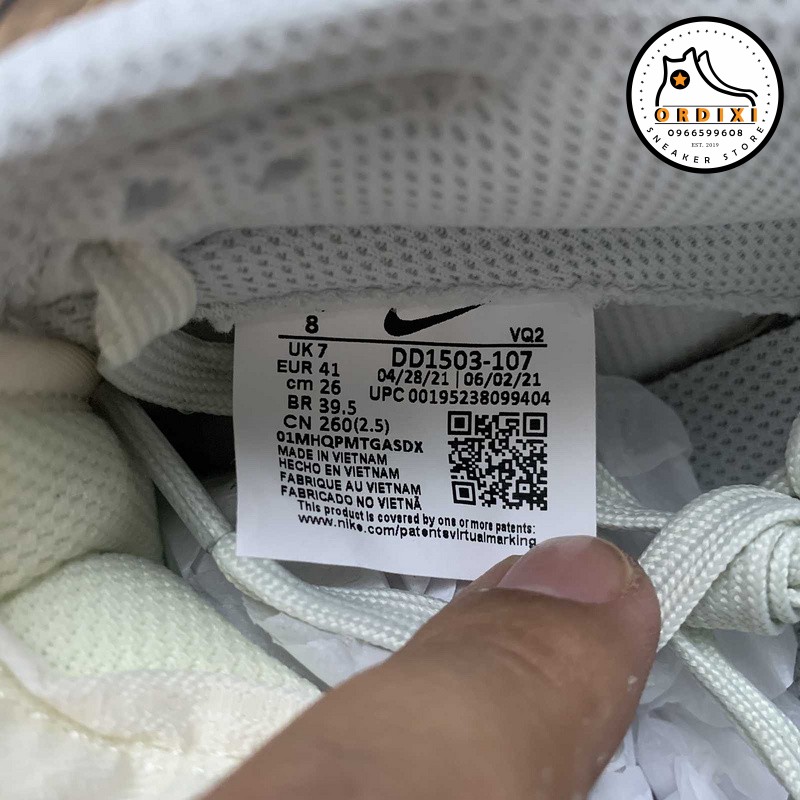 ORDIXI
0966599608
EST. 2019
SNEAKER STORE
8
VQ2
UK 7
DD1503-107
EUR 41
04/28/21 | 06/02/21
cm 26
UPC 00195238099404
BR 39.5
CN 260(2.5)
01MHQPMTGASDX
MADE IN VIETNAM
HECHO EN VIETNAM
FABRIQUE AU VIETNAM
FABRICADO NO VIETNÃ
This product is covered by one or more patents:
www.nike.com/patentsvirtualmarking